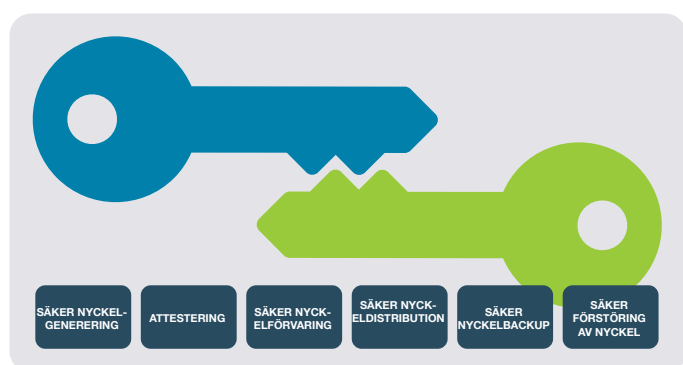 SÄKER NYCKEL-
GENERERING
ATTESTERING
SÄKER NYCK-
ELFÖRVARING
SÄKER NYCK-
ELDISTRIBUTION
SÄKER
NYCKELBACKUP
SÄKER
FÖRSTÖRING
AV NYCKEL